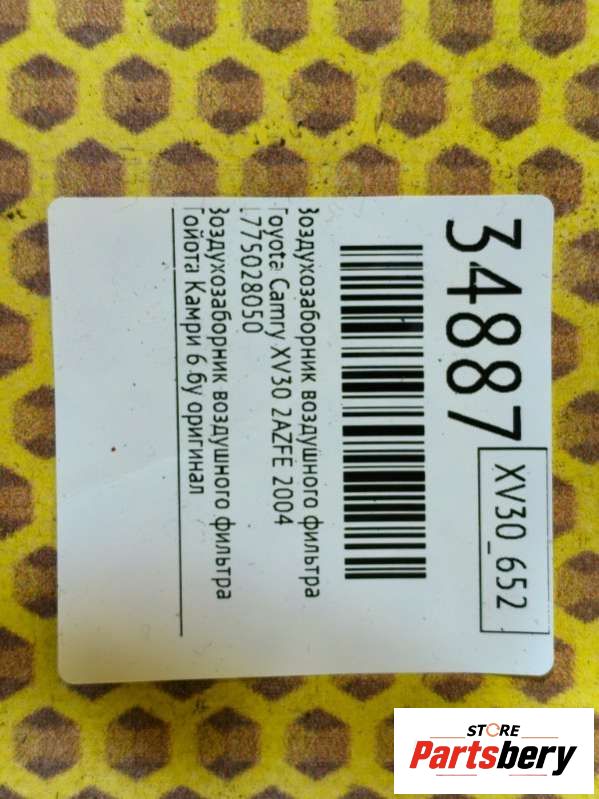 34887
XV30_652
Воздухозаборник воздушного фильтра
Toyota Camry XV30 2AZFE 2004
1775028050
Воздухозаборник воздушного фильтра
Тойота Камри 6 бу оригинал
STORE
Partsbery